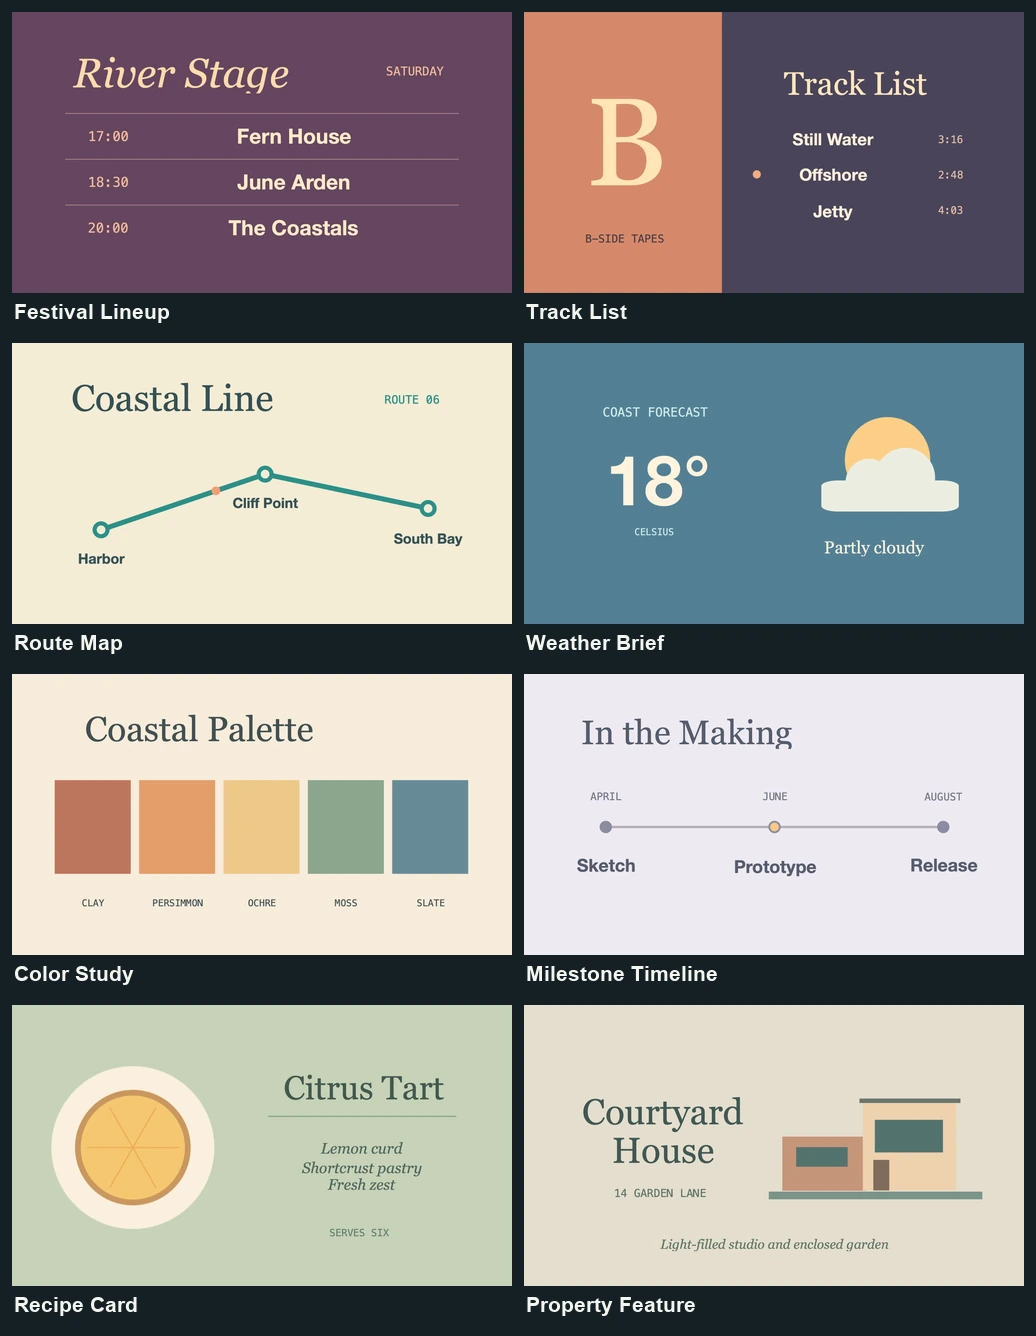 River Stage
SATURDAY
17:00 Fern House
18:30 June Arden
20:00 The Coastals
Festival Lineup
B
B-SIDE TAPES
Track List
Still Water 3:16
Offshore 2:48
Jetty 4:03
Track List
Coastal Line
ROUTE 06
Cliff Point
South Bay
Harbor
Route Map
COAST FORECAST
18°
CELSIUS
Partly cloudy
Weather Brief
Coastal Palette
CLAY PERSIMMON OCHRE MOSS SLATE
Color Study
In the Making
APRIL JUNE AUGUST
Sketch Prototype Release
Milestone Timeline
Citrus Tart
Lemon curd
Shortcrust pastry
Fresh zest
SERVES SIX
Recipe Card
Courtyard
House
14 GARDEN LANE
Light-filled studio and enclosed garden
Property Feature